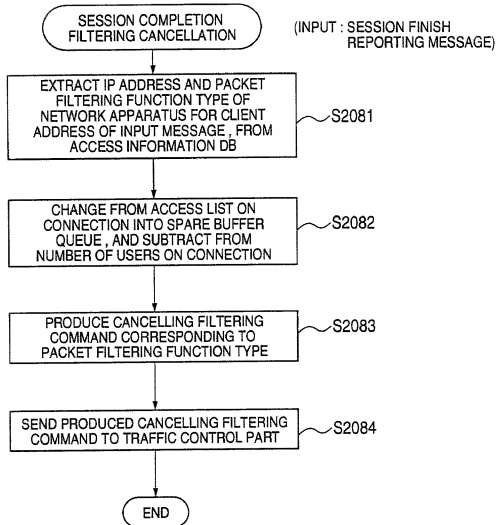 SESSION COMPLETION
FILTERING CANCELLATION
(INPUT : SESSION FINISH
REPORTING MESSAGE)
EXTRACT IP ADDRESS AND PACKET
FILTERING FUNCTION TYPE OF
NETWORK APPARATUS FOR CLIENT
ADDRESS OF INPUT MESSAGE , FROM
ACCESS INFORMATION DB
S2081
CHANGE FROM ACCESS LIST ON
CONNECTION INTO SPARE BUFFER
QUEUE , AND SUBTRACT FROM
NUMBER OF USERS ON CONNECTION
S2082
PRODUCE CANCELLING FILTERING
COMMAND CORRESPONDING TO
PACKET FILTERING FUNCTION TYPE
S2083
SEND PRODUCED CANCELLING FILTERING
COMMAND TO TRAFFIC CONTROL PART
S2084
END